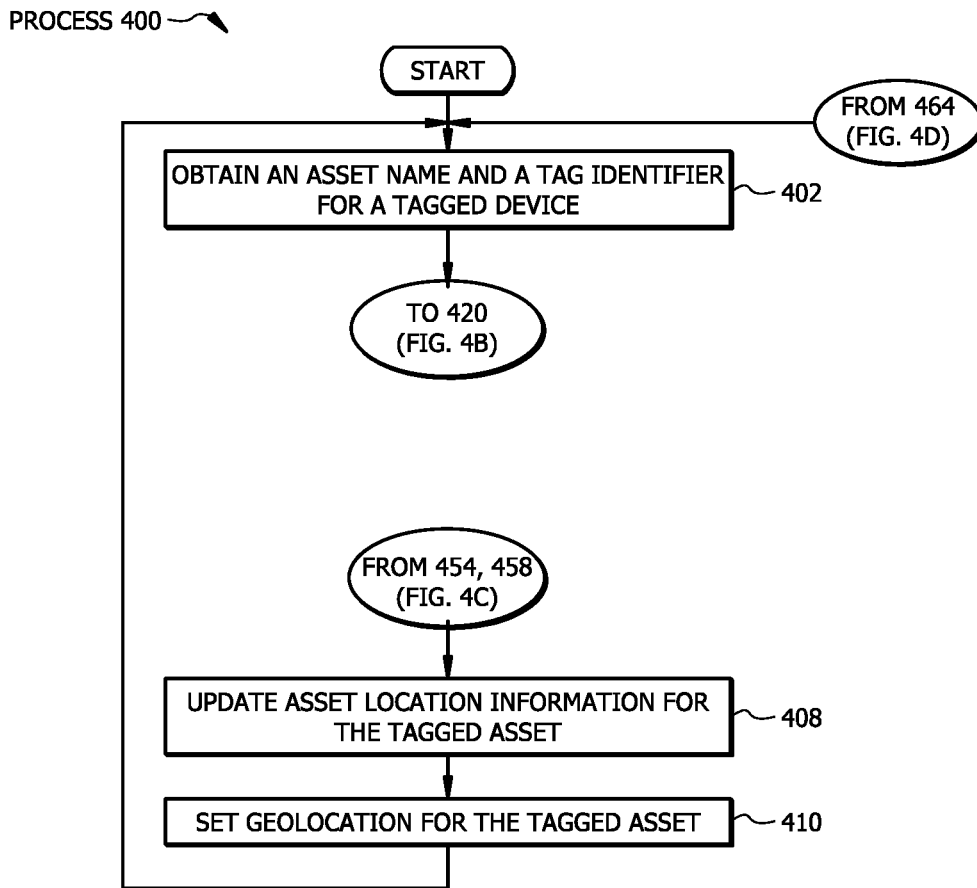 PROCESS 400
START
FROM 464
(FIG. 4D)
OBTAIN AN ASSET NAME AND A TAG IDENTIFIER
FOR A TAGGED DEVICE
402
TO 420
(FIG. 4B)
FROM 454, 458
(FIG. 4C)
UPDATE ASSET LOCATION INFORMATION FOR
THE TAGGED ASSET
408
SET GEOLOCATION FOR THE TAGGED ASSET
410